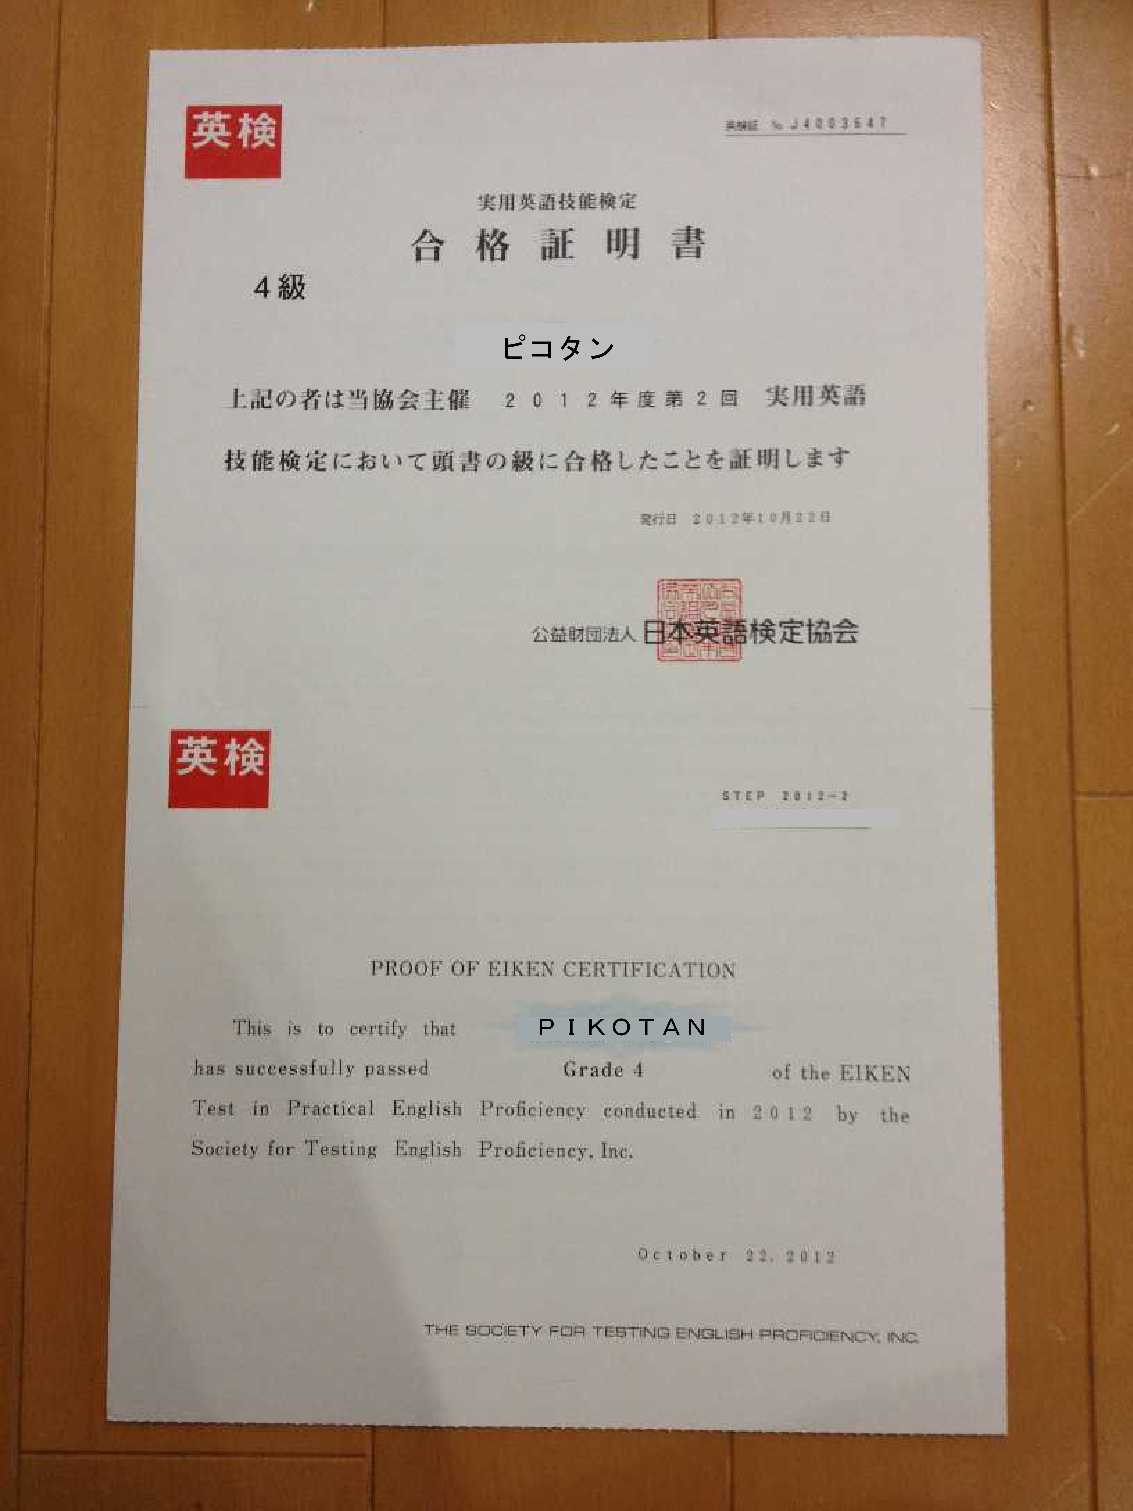 英検
英検証 № J4003647
実用英語技能検定
合格証明書
4級
ピコタン
上記の者は当協会主催 2012年度第2回 実用英語
技能検定において頭書の級に合格したことを証明します
発行日 2012年10月22日
公益財団法人 日本英語検定協会
英検
STEP 2012-2
PROOF OF EIKEN CERTIFICATION
This is to certify that PIKOTAN
has successfully passed Grade 4 of the EIKEN
Test in Practical English Proficiency conducted in 2012 by the
Society for Testing English Proficiency, Inc.
October 22, 2012
THE SOCIETY FOR TESTING ENGLISH PROFICIENCY, INC.